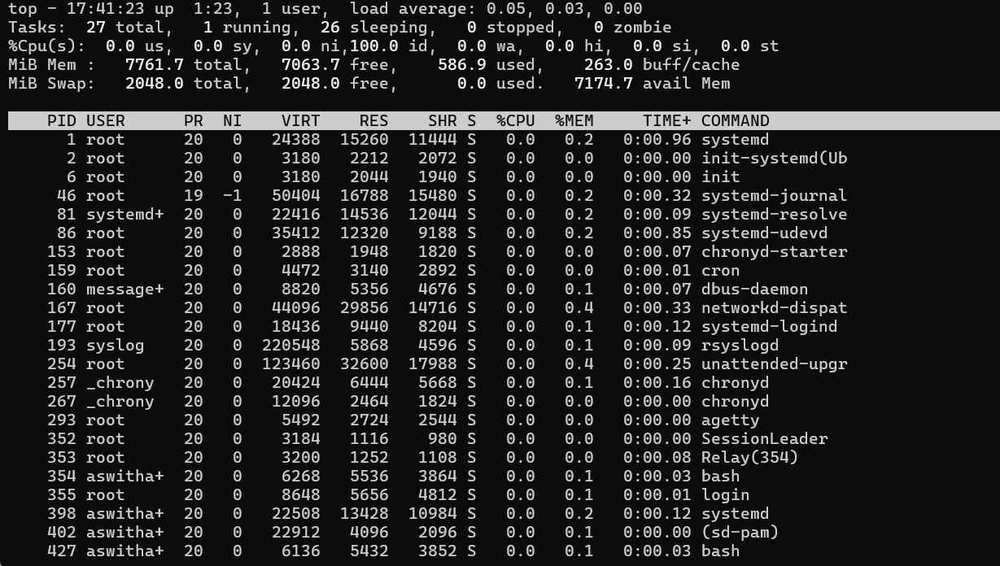 top - 17:41:23 up  1:23,  1 user,  load average: 0.05, 0.03, 0.00
Tasks:  27 total,   1 running,  26 sleeping,   0 stopped,   0 zombie
%Cpu(s):  0.0 us,  0.0 sy,  0.0 ni,100.0 id,  0.0 wa,  0.0 hi,  0.0 si,  0.0 st
MiB Mem :   7761.7 total,   7063.7 free,    586.9 used,    263.0 buff/cache
MiB Swap:   2048.0 total,   2048.0 free,      0.0 used.   7174.7 avail Mem
    PID USER      PR  NI    VIRT    RES    SHR S  %CPU  %MEM     TIME+ COMMAND
      1 root      20   0   24388  15260  11444 S   0.0   0.2   0:00.96 systemd
      2 root      20   0    3180   2212   2072 S   0.0   0.0   0:00.00 init-systemd(Ub
      6 root      20   0    3180   2044   1940 S   0.0   0.0   0:00.00 init
     46 root      19  -1   50404  16788  15480 S   0.0   0.2   0:00.32 systemd-journal
     81 systemd+  20   0   22416  14536  12044 S   0.0   0.2   0:00.09 systemd-resolve
     86 root      20   0   35412  12320   9188 S   0.0   0.2   0:00.85 systemd-udevd
    153 root      20   0    2888   1948   1820 S   0.0   0.0   0:00.07 chronyd-starter
    159 root      20   0    4472   3140   2892 S   0.0   0.0   0:00.01 cron
    160 message+  20   0    8820   5356   4676 S   0.0   0.1   0:00.07 dbus-daemon
    167 root      20   0   44096  29856  14716 S   0.0   0.4   0:00.33 networkd-dispat
    177 root      20   0   18436   9440   8204 S   0.0   0.1   0:00.12 systemd-logind
    193 syslog    20   0  220548   5868   4596 S   0.0   0.1   0:00.09 rsyslogd
    254 root      20   0  123460  32600  17988 S   0.0   0.4   0:00.25 unattended-upgr
    257 _chrony   20   0   20424   6444   5668 S   0.0   0.1   0:00.16 chronyd
    267 _chrony   20   0   12096   2464   1824 S   0.0   0.0   0:00.00 chronyd
    293 root      20   0    5492   2724   2544 S   0.0   0.0   0:00.00 agetty
    352 root      20   0    3184   1116    980 S   0.0   0.0   0:00.00 SessionLeader
    353 root      20   0    3200   1252   1108 S   0.0   0.0   0:00.08 Relay(354)
    354 aswitha+  20   0    6268   5536   3864 S   0.0   0.1   0:00.03 bash
    355 root      20   0    8648   5656   4812 S   0.0   0.1   0:00.01 login
    398 aswitha+  20   0   22508  13428  10984 S   0.0   0.2   0:00.12 systemd
    402 aswitha+  20   0   22912   4096   2096 S   0.0   0.1   0:00.00 (sd-pam)
    427 aswitha+  20   0    6136   5432   3852 S   0.0   0.1   0:00.03 bash